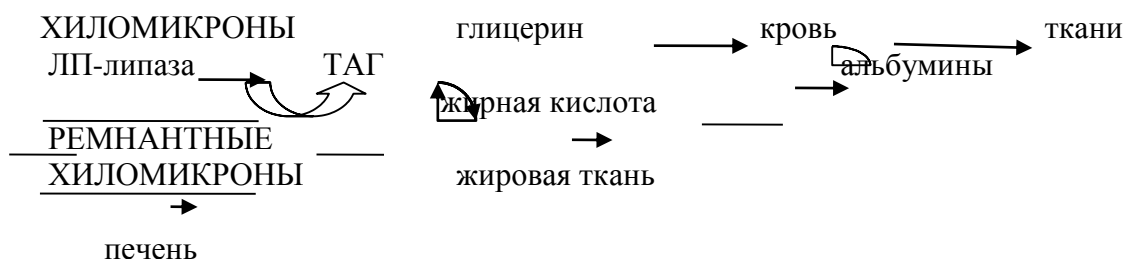 ХИЛОМИКРОНЫ глицерин кровь ткани
ЛП-липаза ТАГ альбумины
жирная кислота
РЕМНАНТНЫЕ
ХИЛОМИКРОНЫ жировая ткань
печень